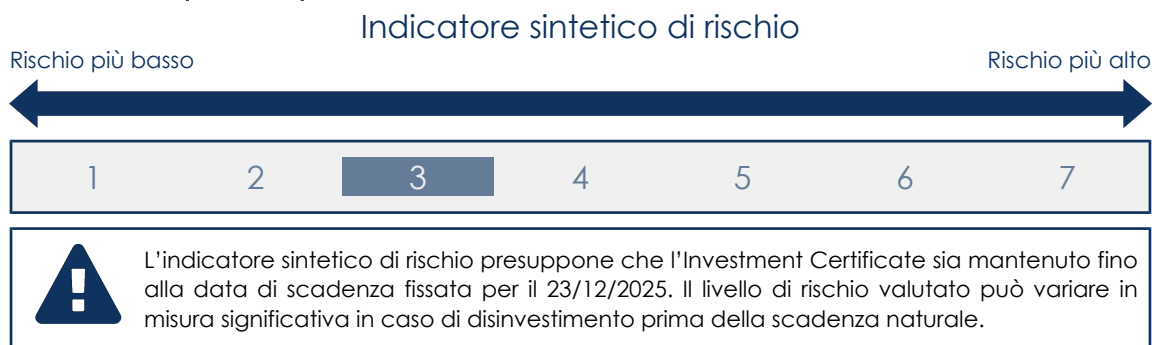 Indicatore sintetico di rischio
Rischio più basso
Rischio più alto
1 2 3 4 5 6 7
L'indicatore sintetico di rischio presuppone che l'Investment Certificate sia mantenuto fino
alla data di scadenza fissata per il 23/12/2025. Il livello di rischio valutato può variare in
misura significativa in caso di disinvestimento prima della scadenza naturale.